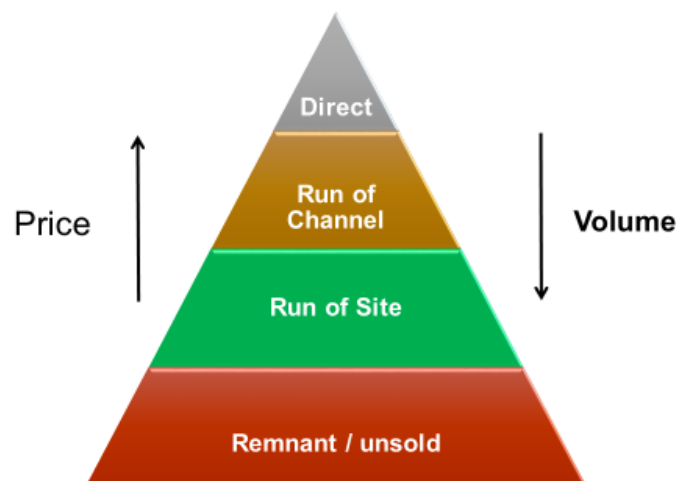 Direct
Run of
Channel
Price
Volume
Run of Site
Remnant / unsold